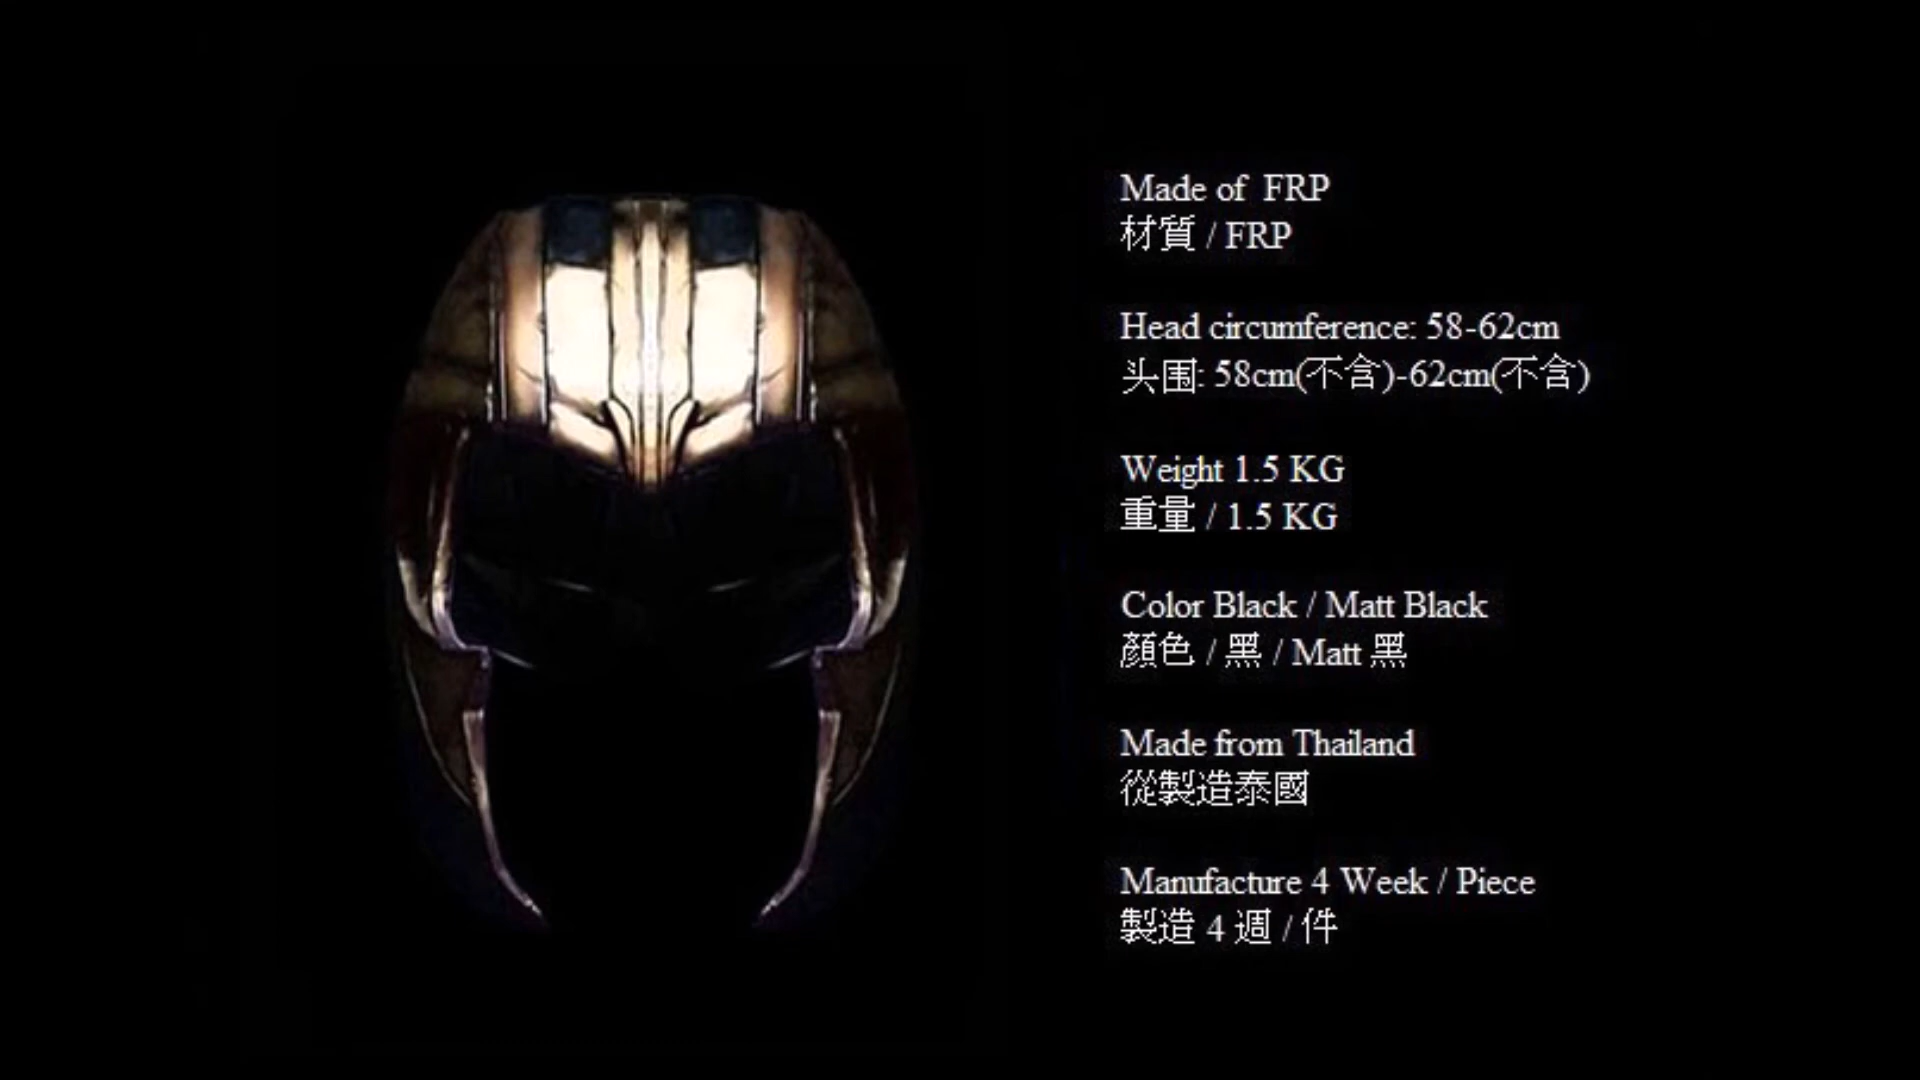 Made of FRP
材質 / FRP
Head circumference: 58-62cm
头围: 58cm(不含)-62cm(不含)
Weight 1.5 KG
重量 / 1.5 KG
Color Black / Matt Black
顏色 / 黑 / Matt 黑
Made from Thailand
從製造泰國
Manufacture 4 Week / Piece
製造 4 週 / 件